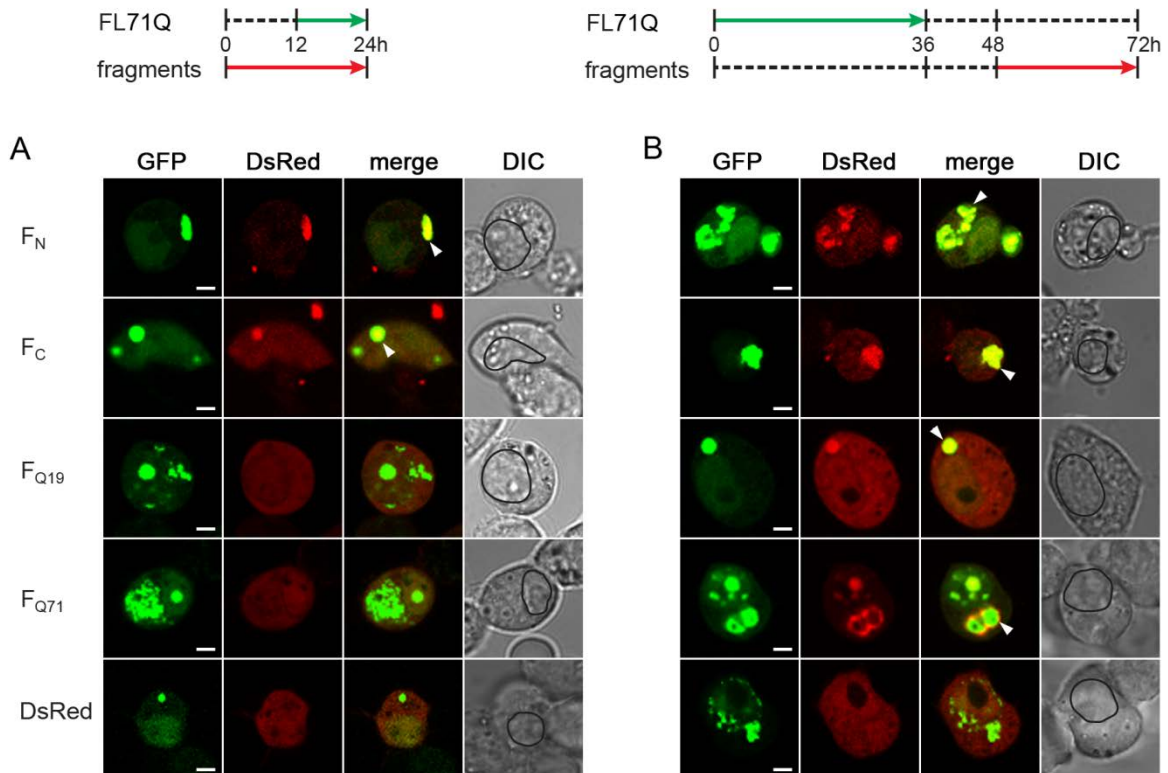 FL71Q
0 12 24h
fragments
FL71Q
0 36 48 72h
fragments
A
GFP DsRed merge DIC
B
GFP DsRed merge DIC
FN
FC
FQ19
FQ71
DsRed